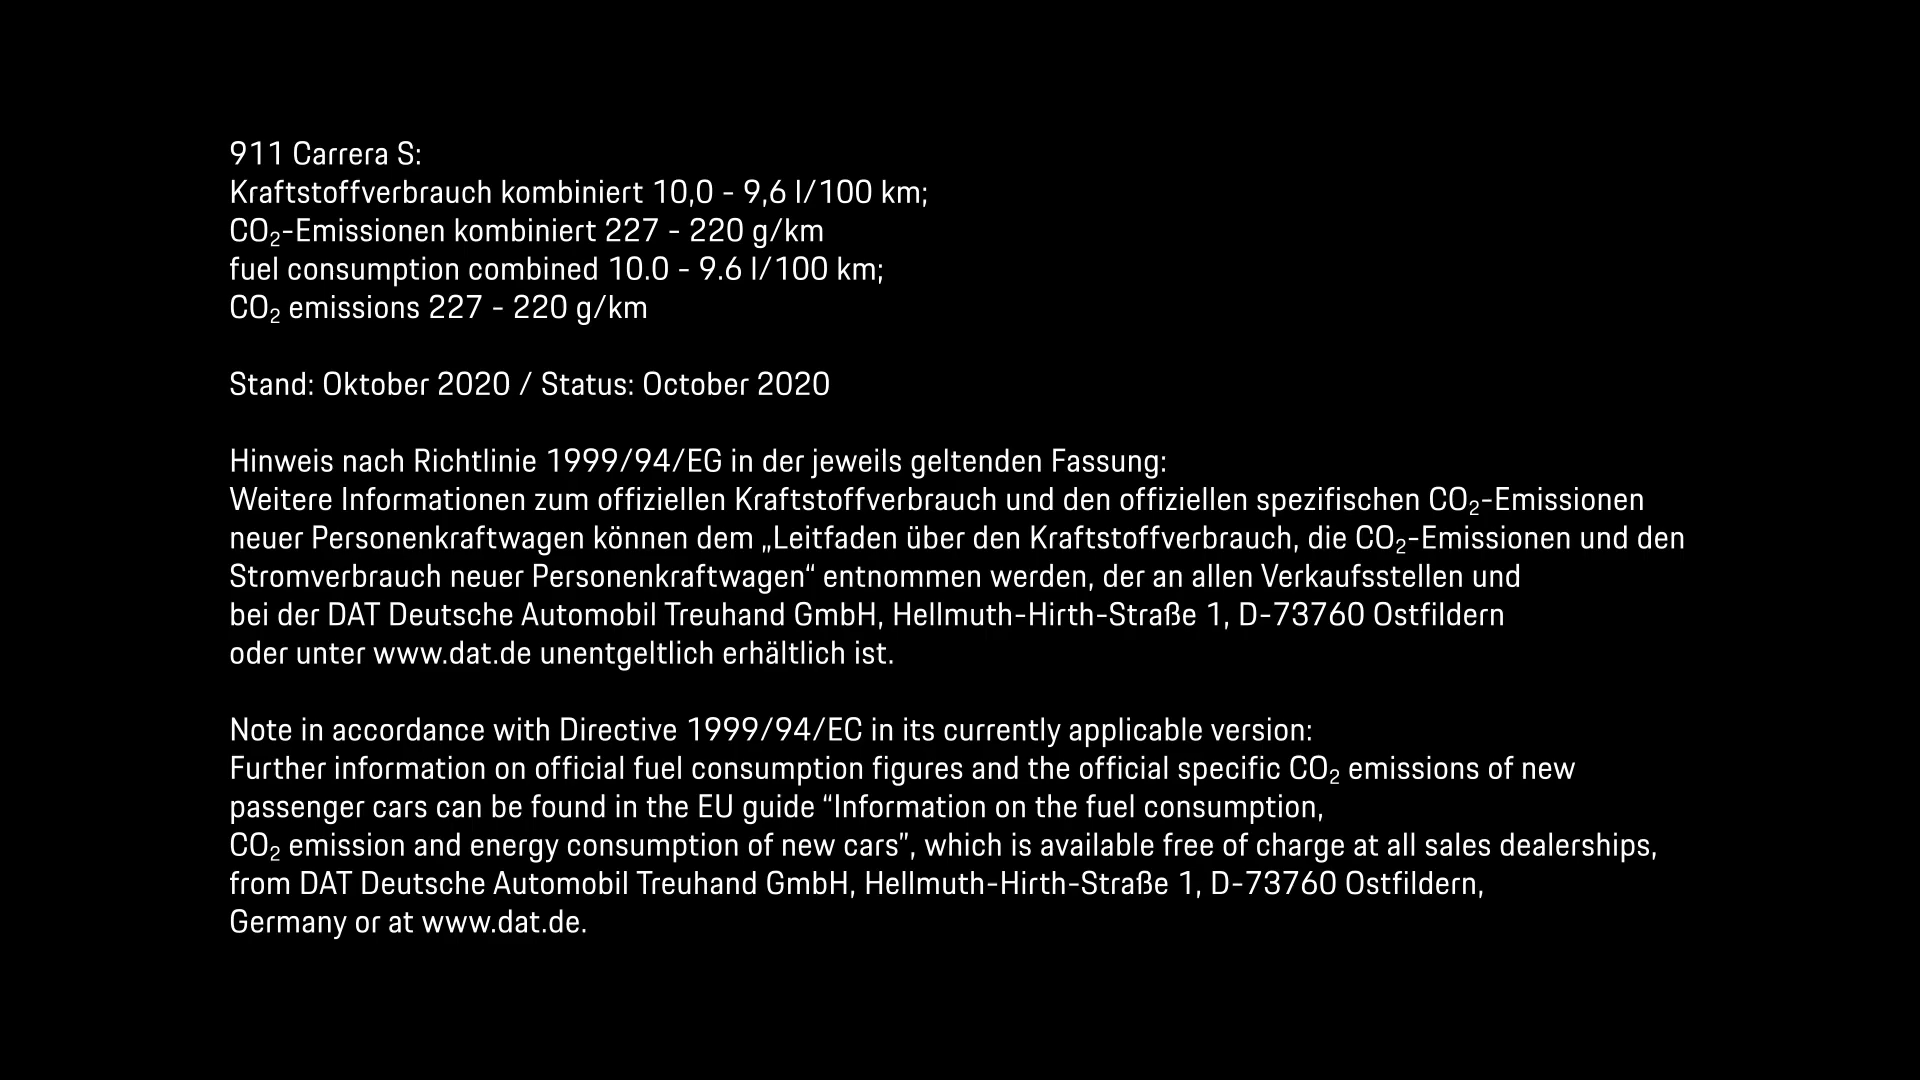 911 Carrera S:
Kraftstoffverbrauch kombiniert 10,0 - 9,6 l/100 km;
CO₂-Emissionen kombiniert 227 - 220 g/km
fuel consumption combined 10.0 - 9.6 l/100 km;
CO₂ emissions 227 - 220 g/km
Stand: Oktober 2020 / Status: October 2020
Hinweis nach Richtlinie 1999/94/EG in der jeweils geltenden Fassung:
Weitere Informationen zum offiziellen Kraftstoffverbrauch und den offiziellen spezifischen CO₂-Emissionen
neuer Personenkraftwagen können dem „Leitfaden über den Kraftstoffverbrauch, die CO₂-Emissionen und den
Stromverbrauch neuer Personenkraftwagen“ entnommen werden, der an allen Verkaufsstellen und
bei der DAT Deutsche Automobil Treuhand GmbH, Hellmuth-Hirth-Straße 1, D-73760 Ostfildern
oder unter www.dat.de unentgeltlich erhältlich ist.
Note in accordance with Directive 1999/94/EC in its currently applicable version:
Further information on official fuel consumption figures and the official specific CO₂ emissions of new
passenger cars can be found in the EU guide “Information on the fuel consumption,
CO₂ emission and energy consumption of new cars”, which is available free of charge at all sales dealerships,
from DAT Deutsche Automobil Treuhand GmbH, Hellmuth-Hirth-Straße 1, D-73760 Ostfildern,
Germany or at www.dat.de.